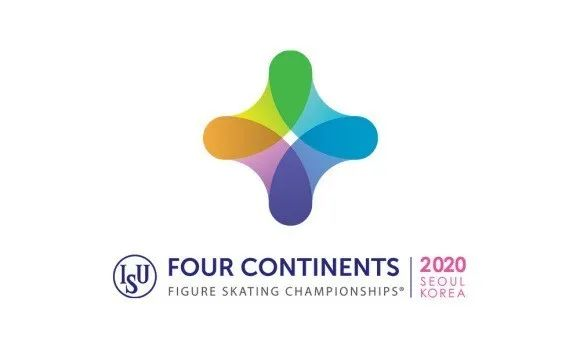 ISU
FOUR CONTINENTS
FIGURE SKATING CHAMPIONSHIPS®
2020
SEOUL
KOREA